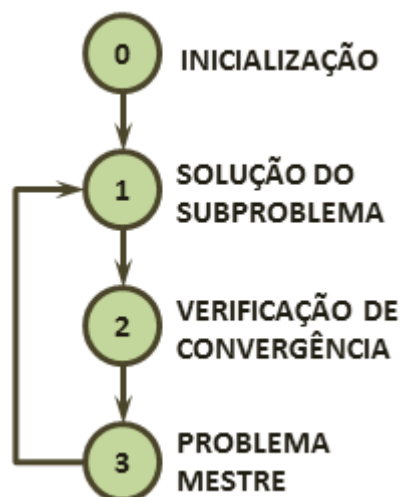 0
INICIALIZAÇÃO
1
SOLUÇÃO DO
SUBPROBLEMA
2
VERIFICAÇÃO DE
CONVERGÊNCIA
3
PROBLEMA
MESTRE